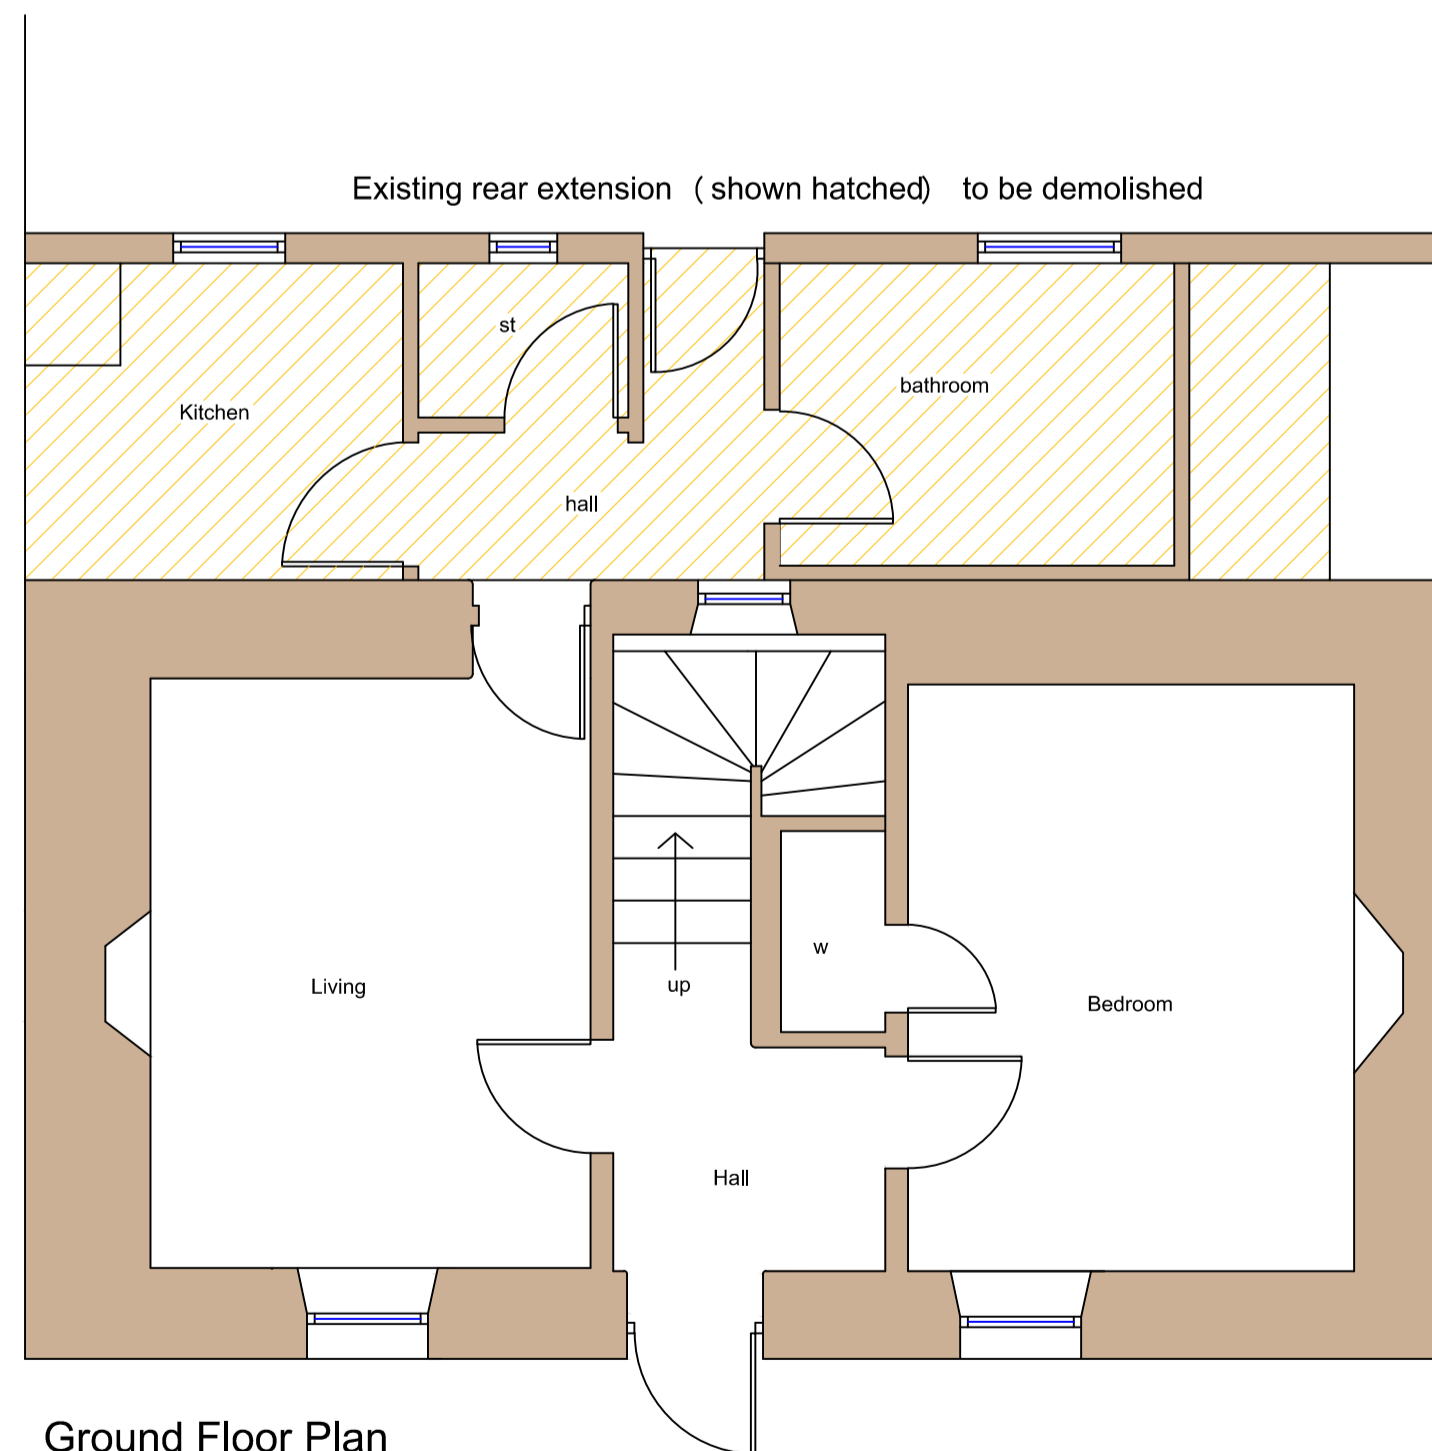 Existing rear extension ( shown hatched) to be demolished
st
bathroom
Kitchen
hall
w
up
Living
Bedroom
Hall
Ground Floor Plan